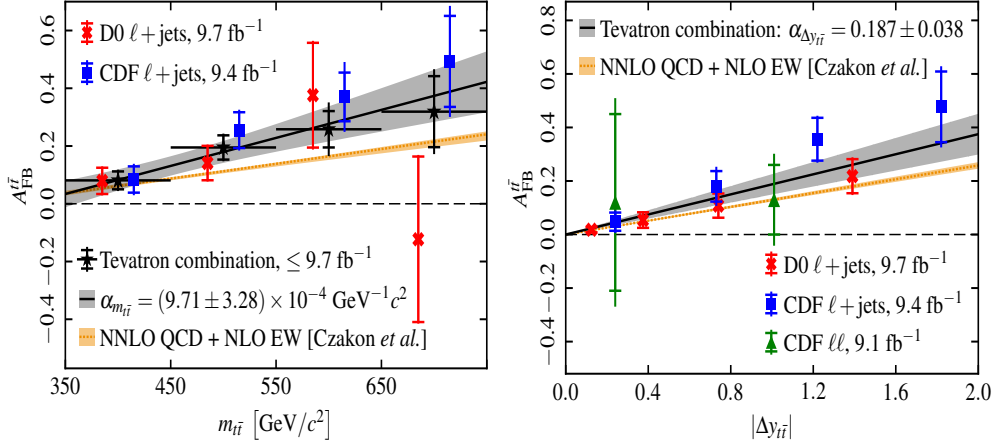 0.6
0.4
0.2
0.0
−0.2
−0.4
A_FB^{tt̄}
D0 ℓ+jets, 9.7 fb⁻¹
CDF ℓ+jets, 9.4 fb⁻¹
Tevatron combination, ≤ 9.7 fb⁻¹
α_{m_{tt̄}} = (9.71 ± 3.28) × 10⁻⁴ GeV⁻¹c²
NNLO QCD + NLO EW [Czakon et al.]
350 450 550 650
m_{tt̄} [GeV/c²]
0.8
0.6
0.4
0.2
0.0
−0.2
−0.4
A_FB^{tt̄}
Tevatron combination: α_{Δy_{tt̄}} = 0.187 ± 0.038
NNLO QCD + NLO EW [Czakon et al.]
D0 ℓ+jets, 9.7 fb⁻¹
CDF ℓ+jets, 9.4 fb⁻¹
CDF ℓℓ, 9.1 fb⁻¹
0.0 0.4 0.8 1.2 1.6 2.0
|Δy_{tt̄}|